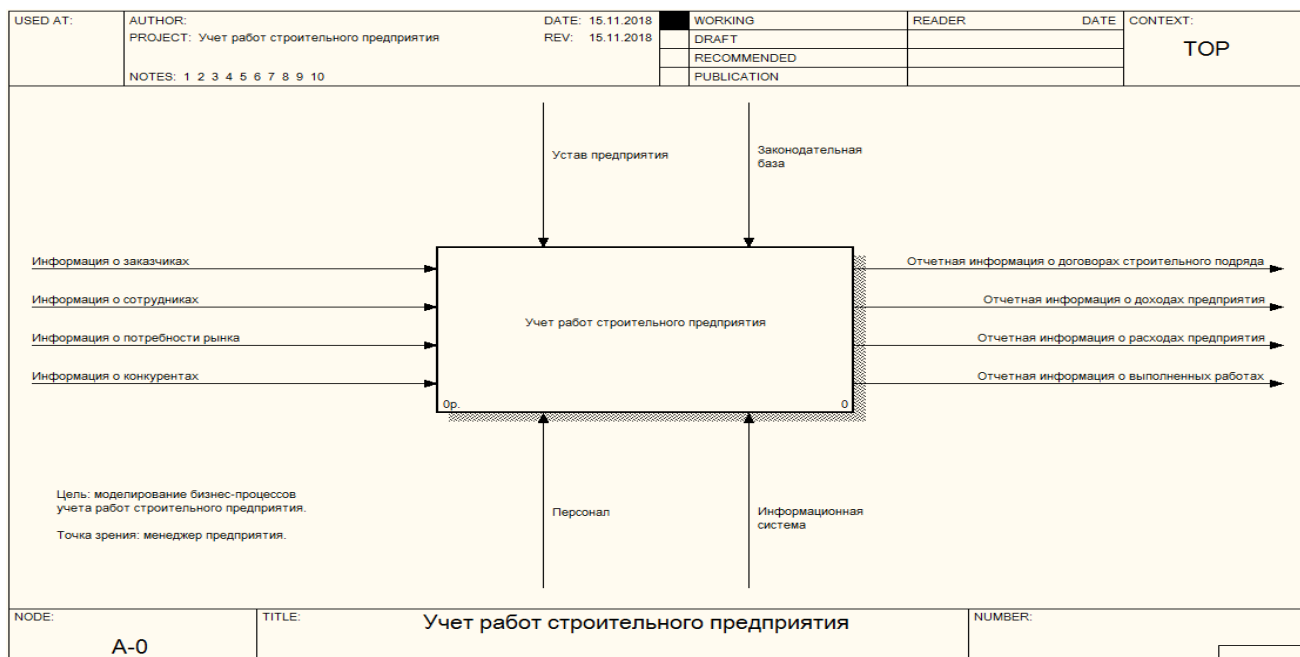 USED AT:
AUTHOR:
DATE: 15.11.2018
PROJECT: Учет работ строительного предприятия
REV: 15.11.2018
NOTES: 1 2 3 4 5 6 7 8 9 10
WORKING
DRAFT
RECOMMENDED
PUBLICATION
READER
DATE
CONTEXT:
TOP
Устав предприятия
Законодательная
база
Информация о заказчиках
Информация о сотрудниках
Информация о потребности рынка
Информация о конкурентах
Учет работ строительного предприятия
0р.
0
Отчетная информация о договорах строительного подряда
Отчетная информация о доходах предприятия
Отчетная информация о расходах предприятия
Отчетная информация о выполненных работах
Цель: моделирование бизнес-процессов
учета работ строительного предприятия.
Точка зрения: менеджер предприятия.
Персонал
Информационная
система
NODE:
A-0
TITLE:
Учет работ строительного предприятия
NUMBER: